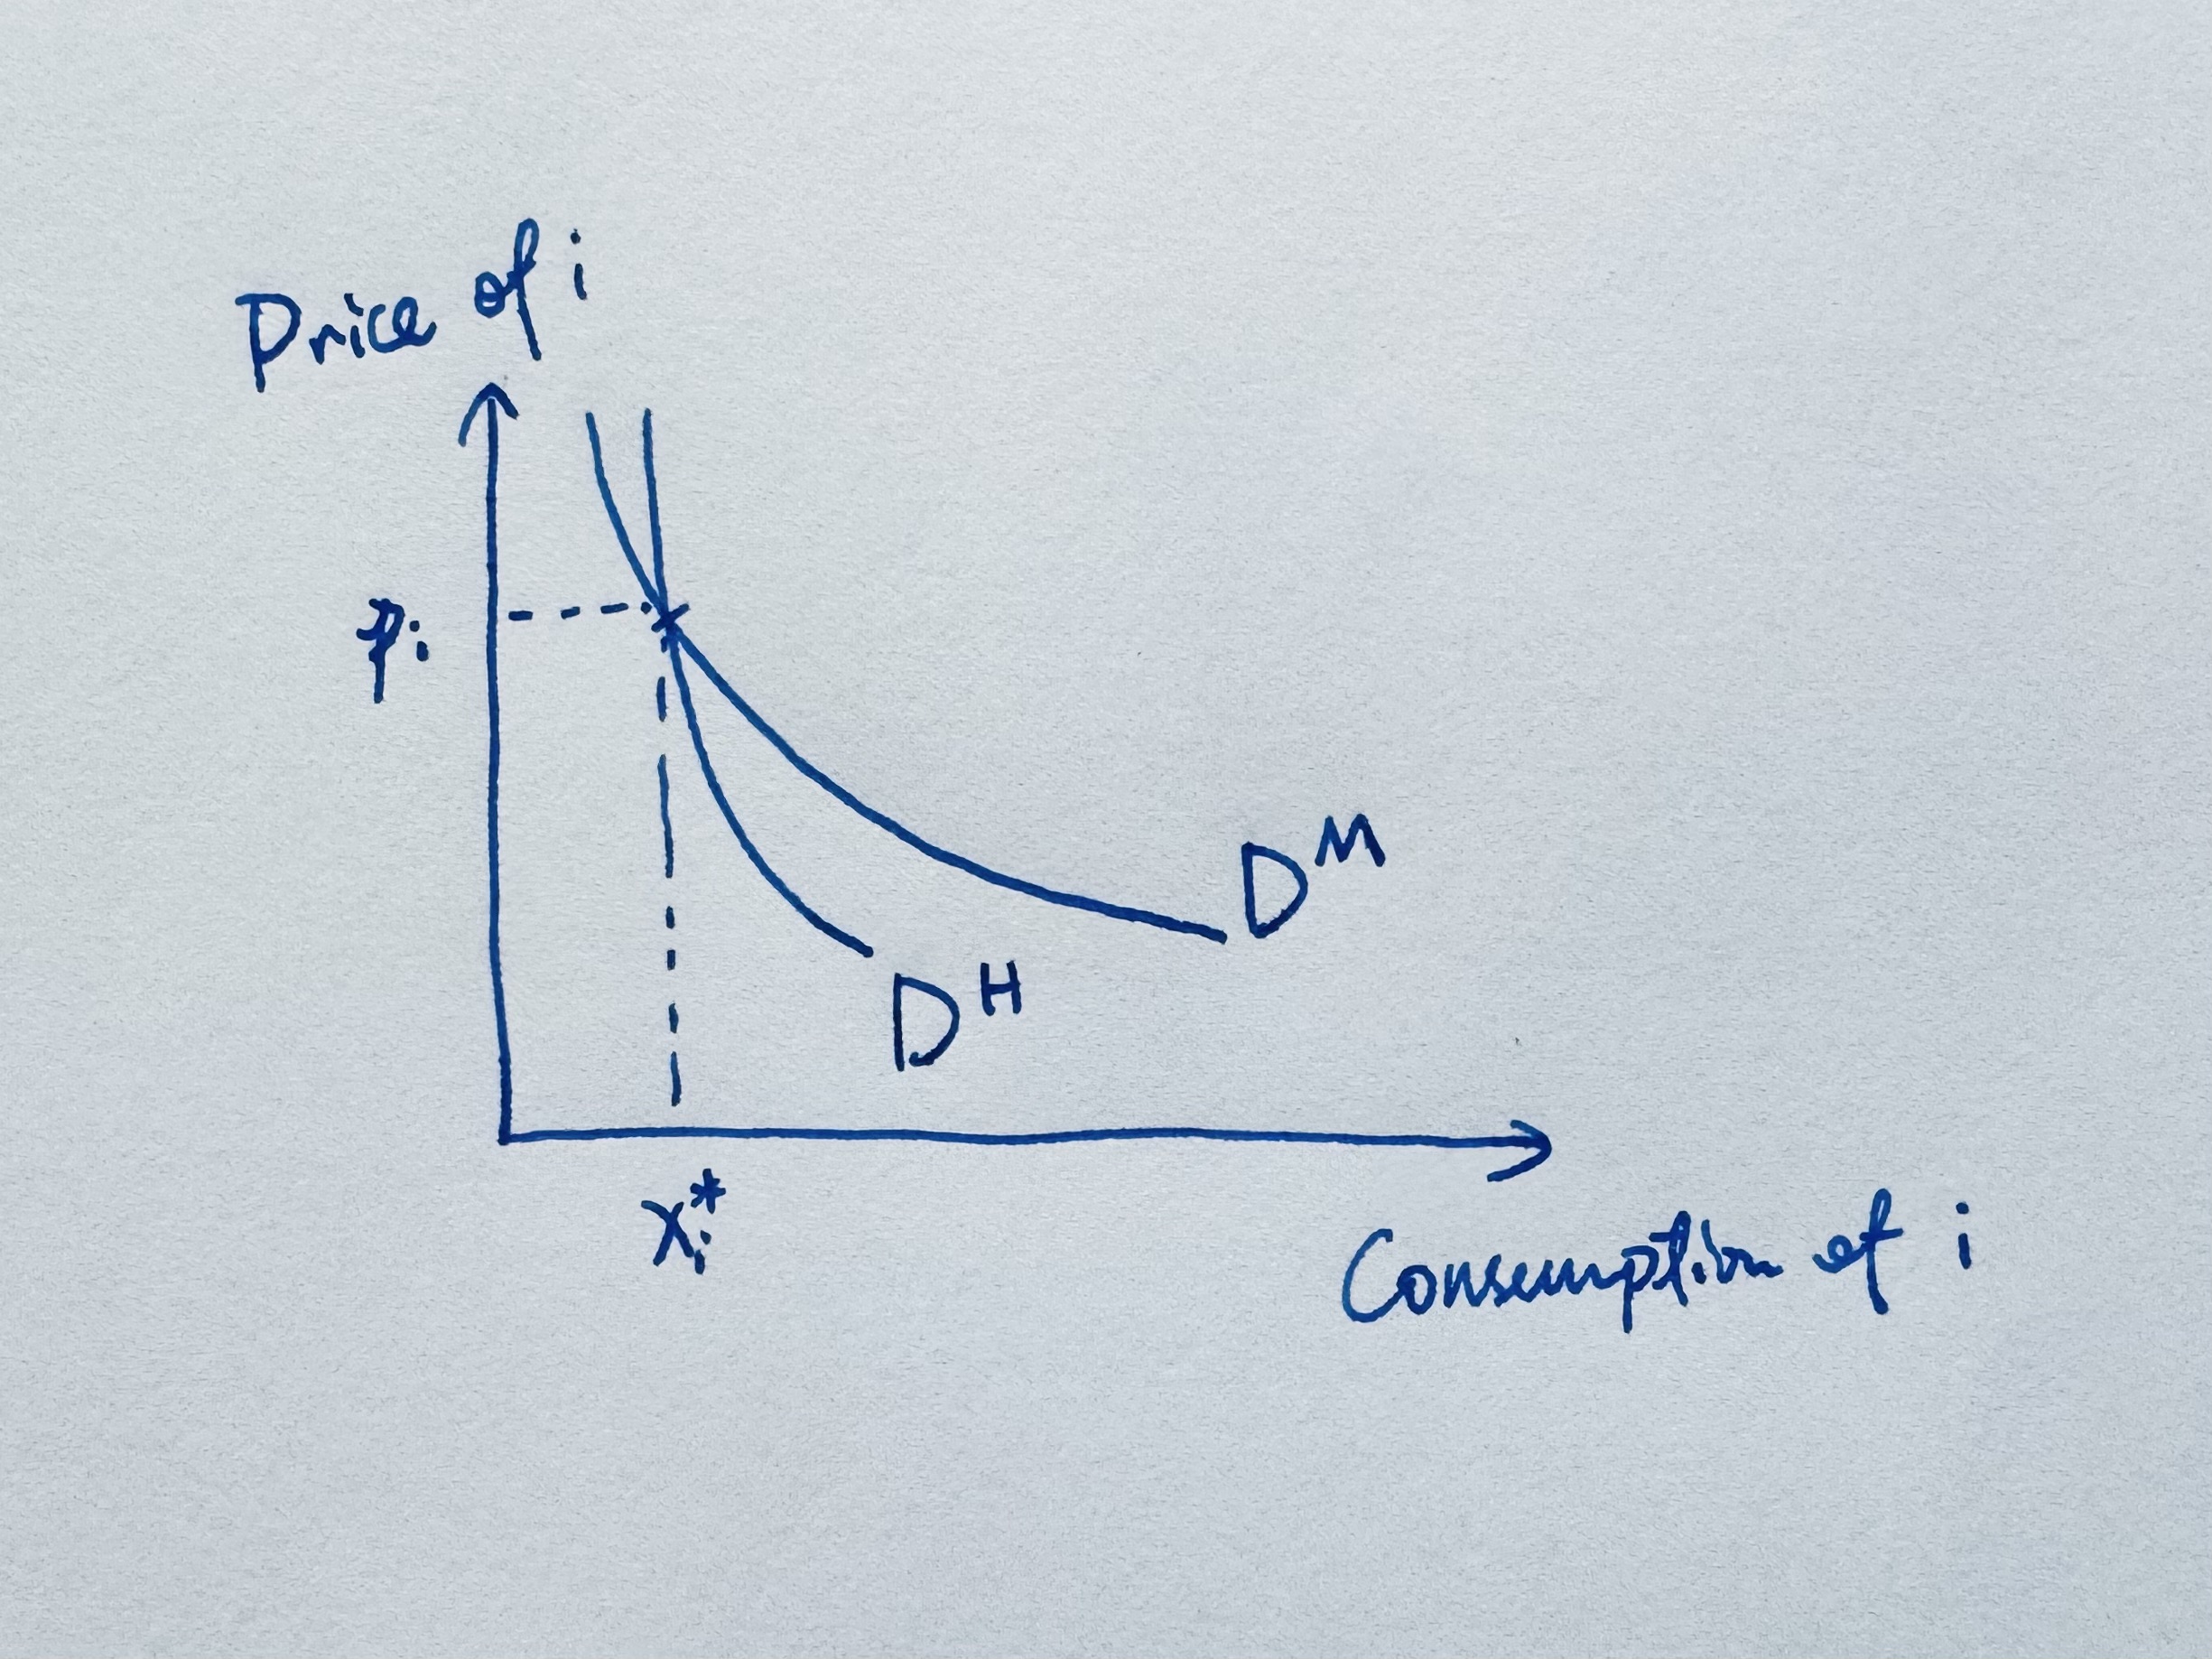 Price of i
pᵢ
Dᴹ
Dᴴ
xᵢ*
Consumption of i